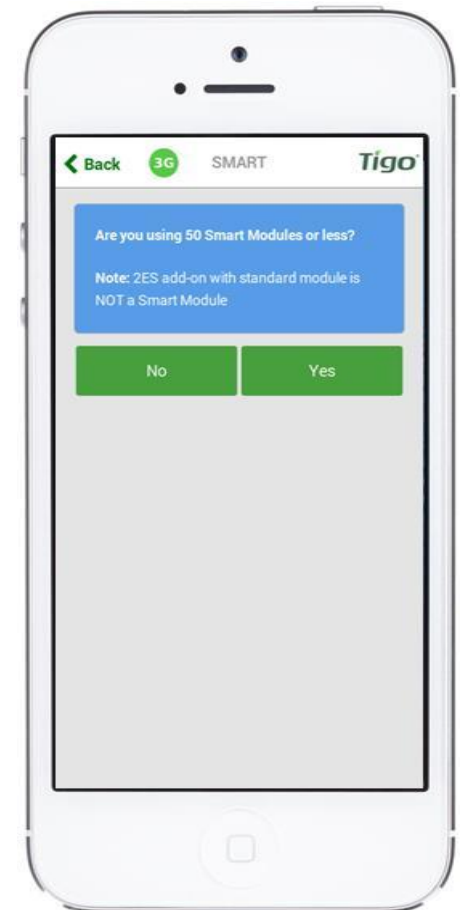 Back 3G SMART Tigo
Are you using 50 Smart Modules or less?
Note: 2ES add-on with standard module is
NOT a Smart Module
No Yes